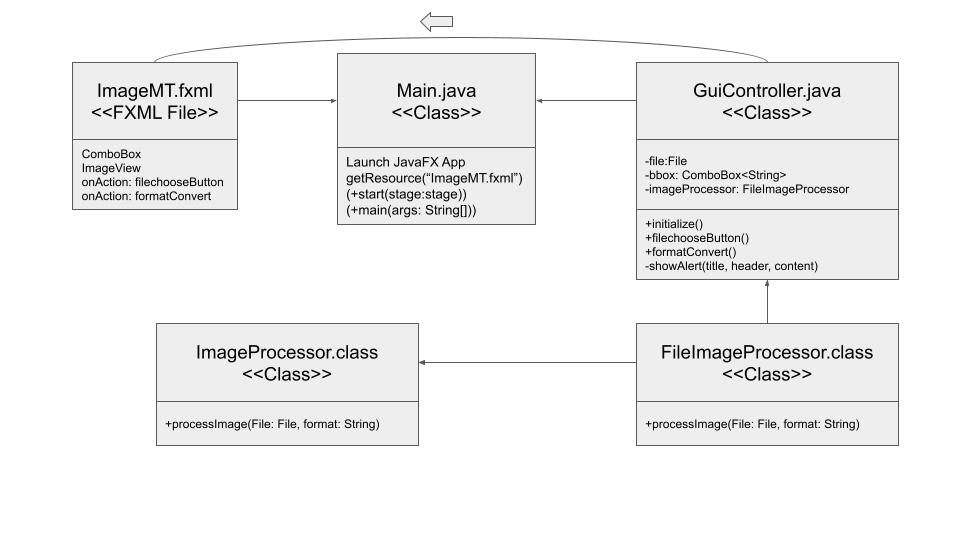 ImageMT.fxml
<<FXML File>>
ComboBox
ImageView
onAction: filechooseButton
onAction: formatConvert
Main.java
<<Class>>
Launch JavaFX App
getResource(“ImageMT.fxml”)
(+start(stage:stage))
(+main(args: String[]))
GuiController.java
<<Class>>
-file:File
-bbox: ComboBox<String>
-imageProcessor: FileImageProcessor
+initialize()
+filechooseButton()
+formatConvert()
-showAlert(title, header, content)
ImageProcessor.class
<<Class>>
+processImage(File: File, format: String)
FileImageProcessor.class
<<Class>>
+processImage(File: File, format: String)